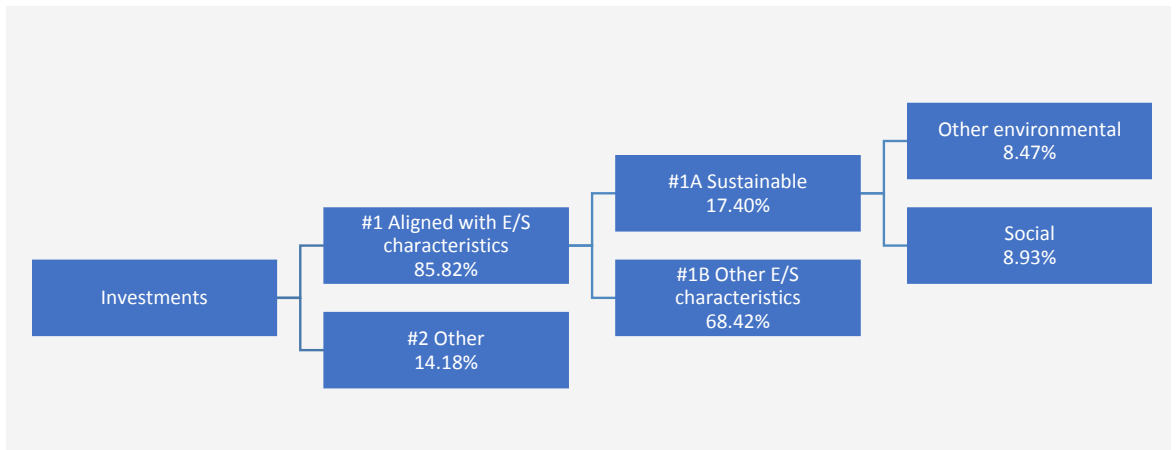 Investments
#1 Aligned with E/S
characteristics
85.82%
#2 Other
14.18%
#1A Sustainable
17.40%
#1B Other E/S
characteristics
68.42%
Other environmental
8.47%
Social
8.93%